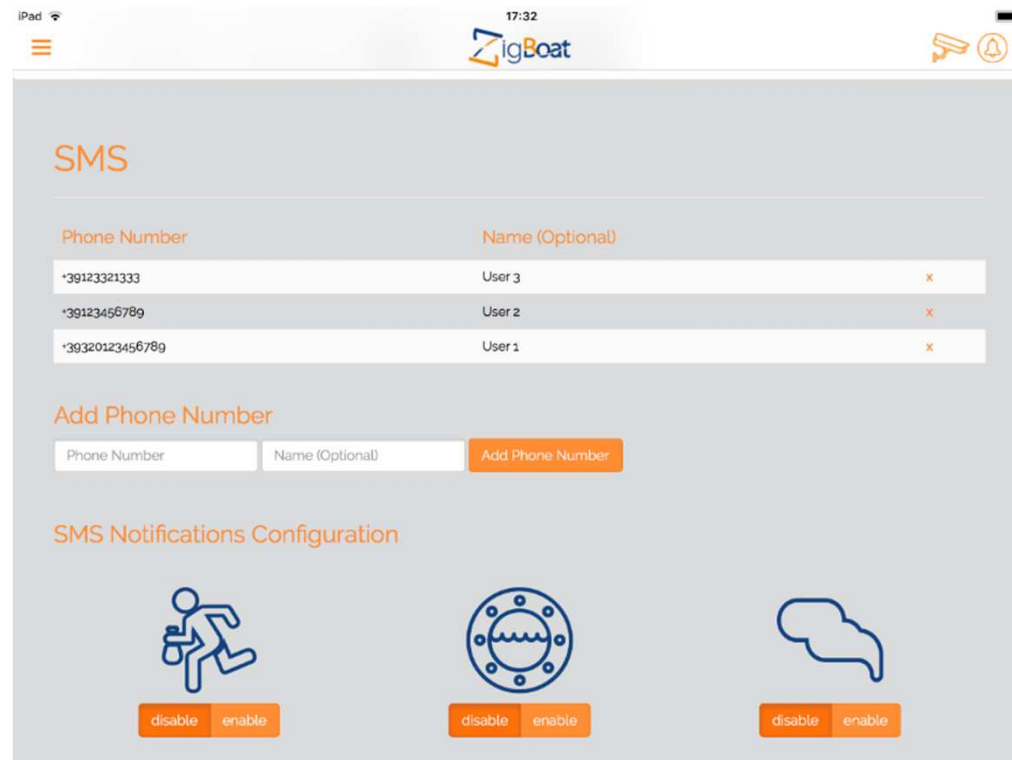 iPad 17:32
ZigBoat
SMS
Phone Number Name (Optional)
+39123321333 User 3 x
+39123456789 User 2 x
+39320123456789 User 1 x
Add Phone Number
Phone Number Name (Optional) Add Phone Number
SMS Notifications Configuration
disable enable disable enable disable enable